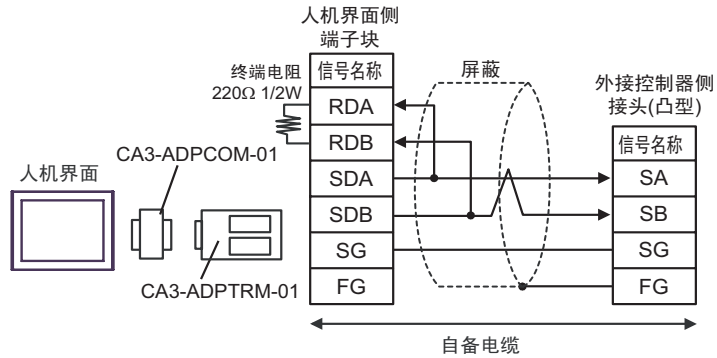 人机界面侧
端子块
终端电阻
220Ω 1/2W
信号名称
屏蔽
外接控制器侧
接头(凸型)
RDA
RDB
信号名称
人机界面
CA3-ADPCOM-01
SDA
SA
SDB
SB
SG
SG
CA3-ADPTRM-01
FG
FG
自备电缆